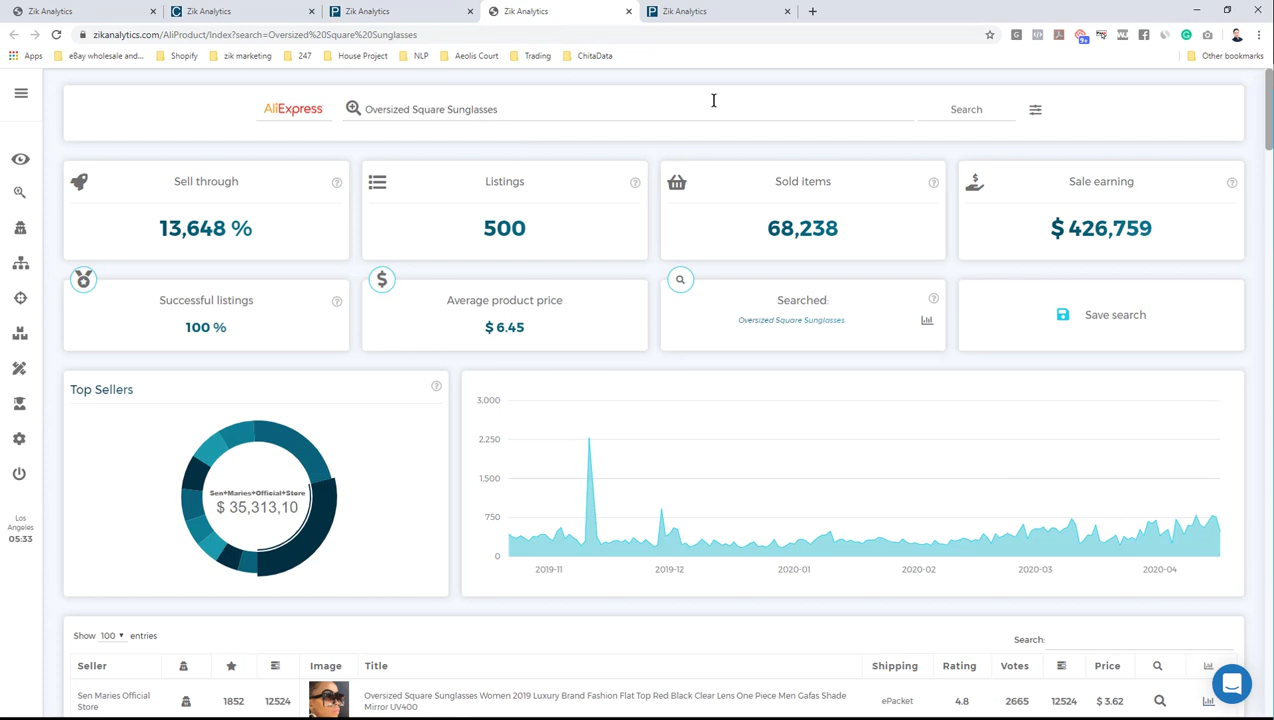 Zik Analytics
Zik Analytics
Zik Analytics
Zik Analytics
Zik Analytics
zikanalytics.com/AliProduct/Index?search=Oversized%20Square%20Sunglasses
Apps
eBay wholesale and...
Shopify
zik marketing
247
House Project
NLP
Aeolis Court
Trading
ChitaData
Other bookmarks
9+
AliExpress
Oversized Square Sunglasses
Search
Sell through
13,648 %
Listings
500
Sold items
68,238
Sale earning
$ 426,759
Successful listings
100 %
Average product price
$ 6.45
Searched:
Oversized Square Sunglasses
Save search
Top Sellers
Sen+Maries+Official+Store
$ 35,313,10
3,000
2,250
1,500
750
0
2019-11 2019-12 2020-01 2020-02 2020-03 2020-04
Los
Angeles
05:33
Show 100 entries
Search:
Seller Image Title Shipping Rating Votes Price
Sen Maries Official
Store
1852 12524
Oversized Square Sunglasses Women 2019 Luxury Brand Fashion Flat Top Red Black Clear Lens One Piece Men Gafas Shade
Mirror UV400
ePacket 4.8 2665 12524 $ 3.62